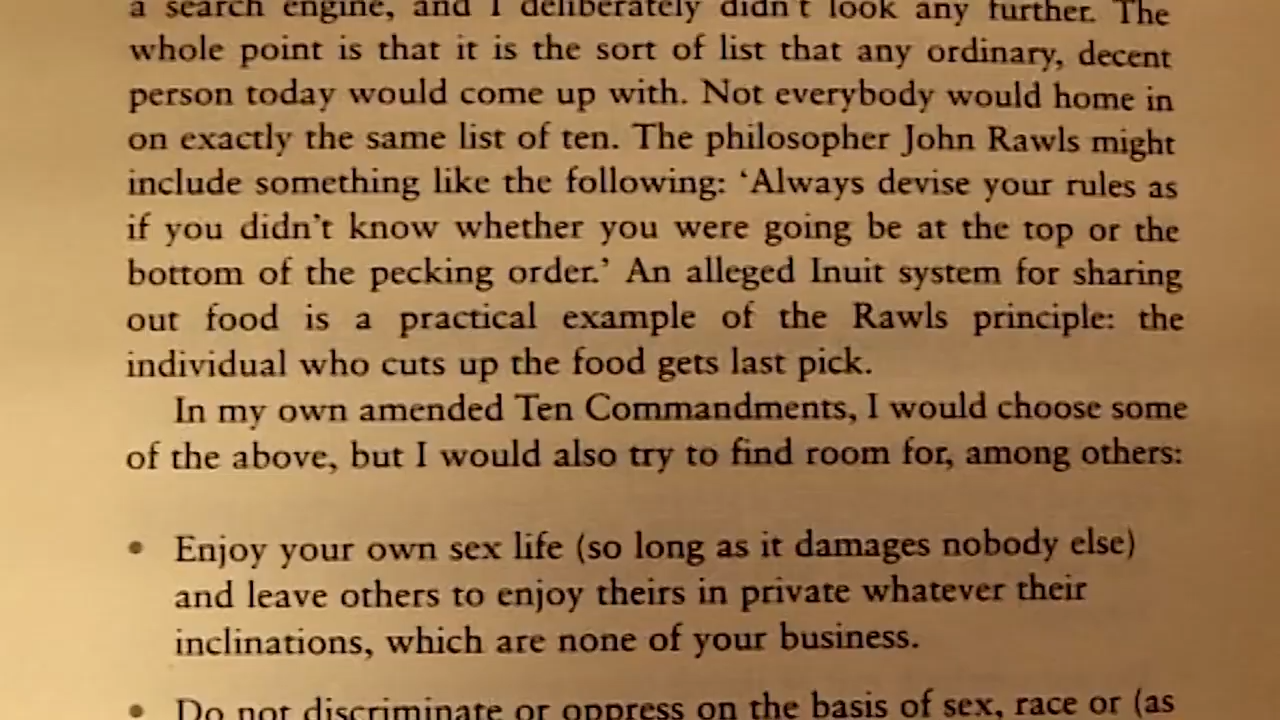 a search engine, and I deliberately didn't look any further. The
whole point is that it is the sort of list that any ordinary, decent
person today would come up with. Not everybody would home in
on exactly the same list of ten. The philosopher John Rawls might
include something like the following: ‘Always devise your rules as
if you didn’t know whether you were going be at the top or the
bottom of the pecking order.’ An alleged Inuit system for sharing
out food is a practical example of the Rawls principle: the
individual who cuts up the food gets last pick.
In my own amended Ten Commandments, I would choose some
of the above, but I would also try to find room for, among others:
• Enjoy your own sex life (so long as it damages nobody else)
and leave others to enjoy theirs in private whatever their
inclinations, which are none of your business.
• Do not discriminate or oppress on the basis of sex, race or (as